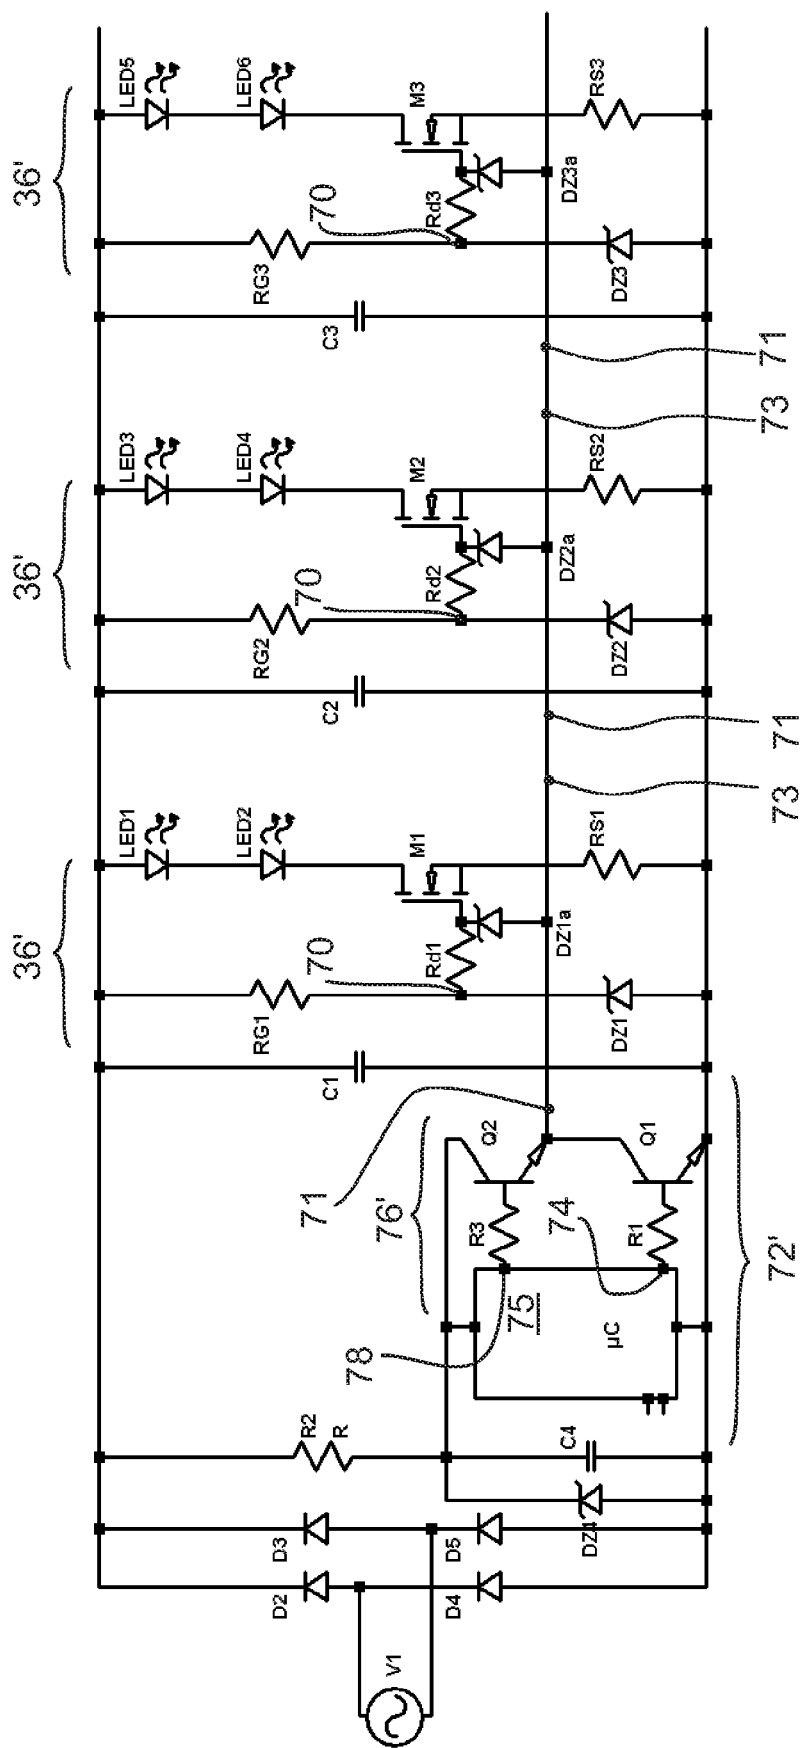 36'
36'
36'
LED5
LED6
M3
RS3
70
Rd3
DZ3a
RG3
DZ3
C3
71
73
LED3
LED4
M2
RS2
70
Rd2
DZ2a
RG2
DZ2
C2
71
73
LED1
LED2
M1
RS1
70
Rd1
DZ1a
RG1
DZ1
C1
71
76'
Q2
Q1
R3
74
R1
75
78
µC
72'
R2
R
C4
DZ4
D3
D5
D2
D4
V1